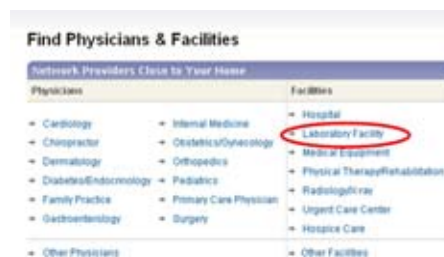 Find Physicians & Facilities
Network Providers Close to Your Home
Physicians
Facilities
Cardiology
Chiropractor
Dermatology
Diabetes/Endocrinology
Family Practice
Gastroenterology
Other Physicians
Internal Medicine
Obstetrics/Gynecology
Orthopedics
Pediatrics
Primary Care Physician
Surgery
Hospital
Laboratory Facility
Medical Equipment
Physical Therapy/Rehabilitation
Radiology/X-ray
Urgent Care Center
Hospice Care
Other Facilities